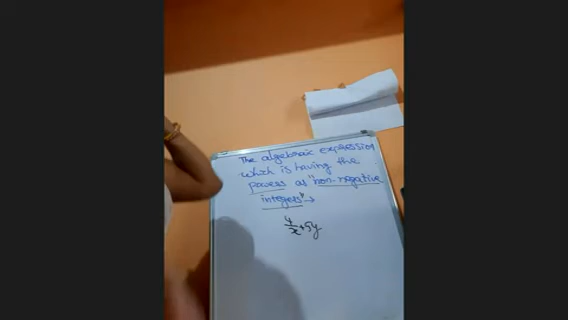 The algebraic expression
which is having the
powers as "non-negative
integers" →
4/x + 5y